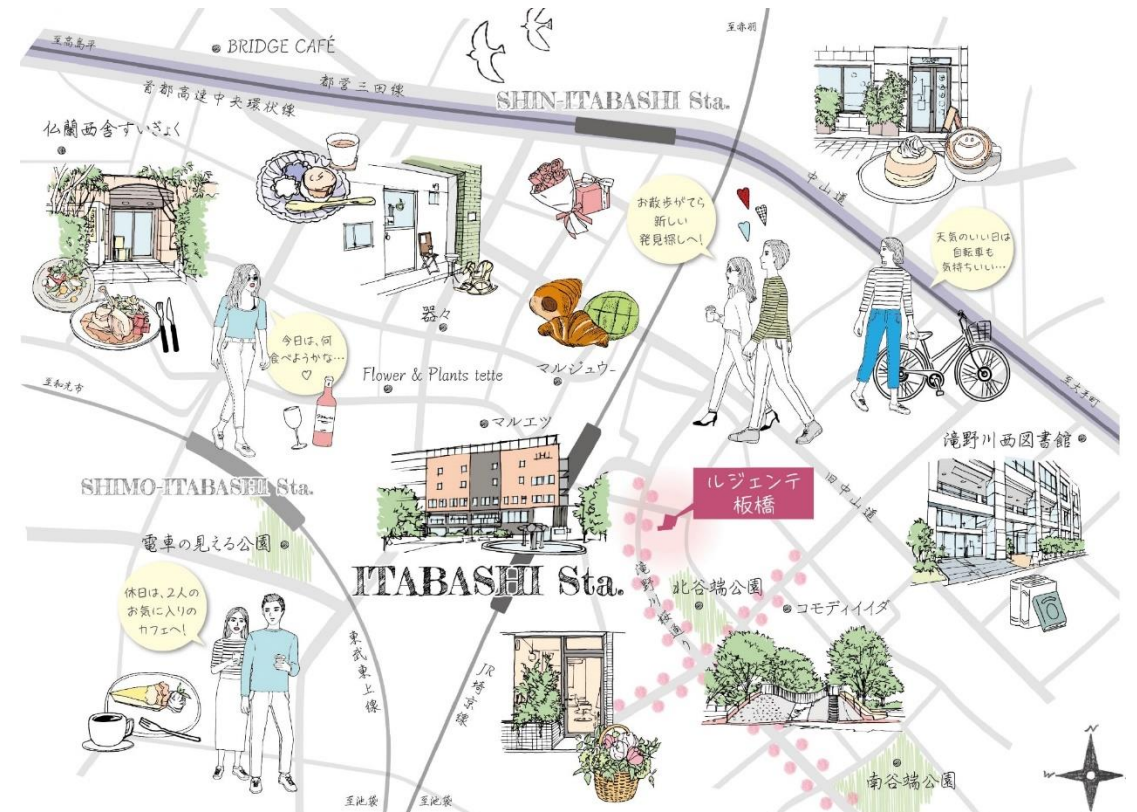 至高島平
BRIDGE CAFÉ
至赤羽
都営三田線
首都高速中央環状線
SHIN-ITABASHI Sta.
仏蘭西舎すいぎょく
中山道
お散歩がてら
新しい
発見探しへ!
天気のいい日は
自転車も
気持ちいい…
器々
今日は、何
食べようかな…
♡
Flower & Plants tette
マルジュウ-
至和光市
至大手町
マルエツ
滝野川西図書館
SHIMO-ITABASHI Sta.
ルジェンテ
板橋
旧中山道
電車の見える公園
ITABASHI Sta.
滝野川桜通り
北谷端公園
コモディイイダ
休日は、2人の
お気に入りの
カフェへ!
東武東上線
JR埼京線
南谷端公園
至池袋
至池袋